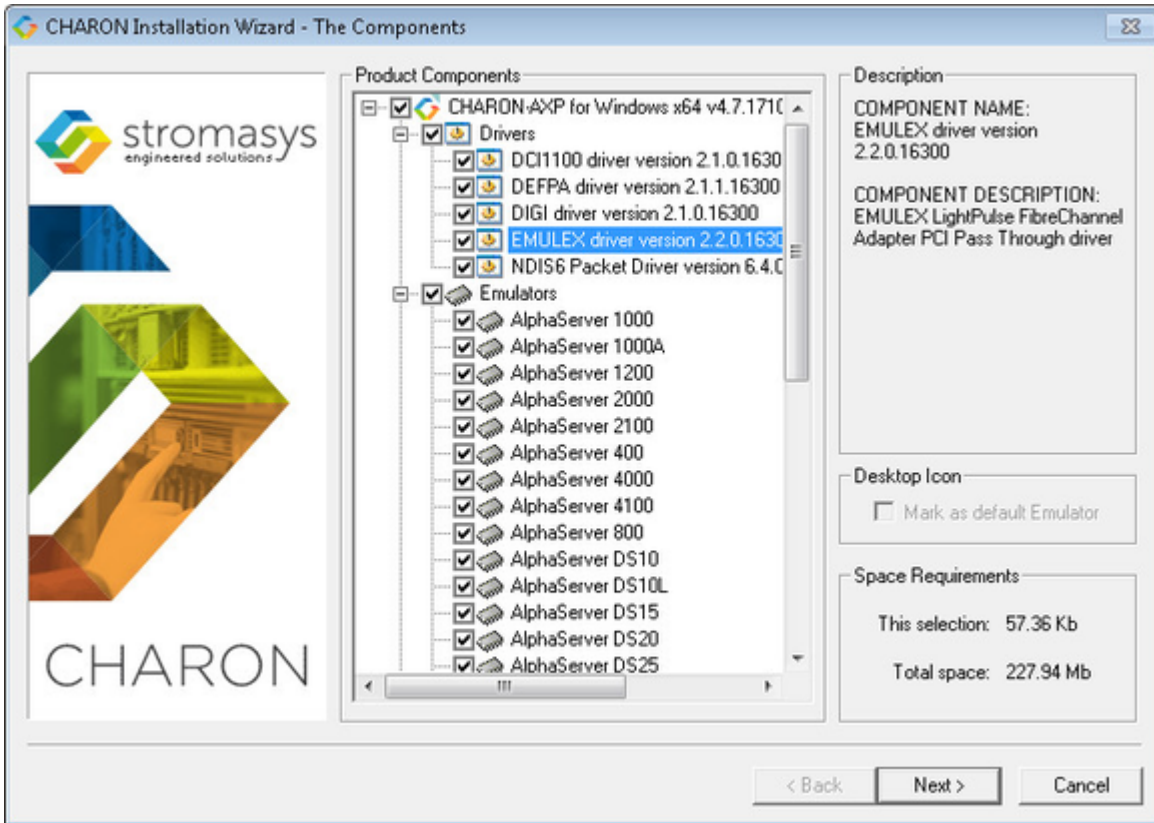 CHARON Installation Wizard - The Components
stromasys
engineered solutions
CHARON
Product Components
CHARON-AXP for Windows x64 v4.7.1710
Drivers
DCI1100 driver version 2.1.0.1630
DEFPA driver version 2.1.1.16300
DIGI driver version 2.1.0.16300
EMULEX driver version 2.2.0.1630
NDIS6 Packet Driver version 6.4.0
Emulators
AlphaServer 1000
AlphaServer 1000A
AlphaServer 1200
AlphaServer 2000
AlphaServer 2100
AlphaServer 400
AlphaServer 4000
AlphaServer 4100
AlphaServer 800
AlphaServer DS10
AlphaServer DS10L
AlphaServer DS15
AlphaServer DS20
AlphaServer DS25
Description
COMPONENT NAME:
EMULEX driver version
2.2.0.16300
COMPONENT DESCRIPTION:
EMULEX LightPulse FibreChannel
Adapter PCI Pass Through driver
Desktop Icon
Mark as default Emulator
Space Requirements
This selection: 57.36 Kb
Total space: 227.94 Mb
< Back
Next >
Cancel